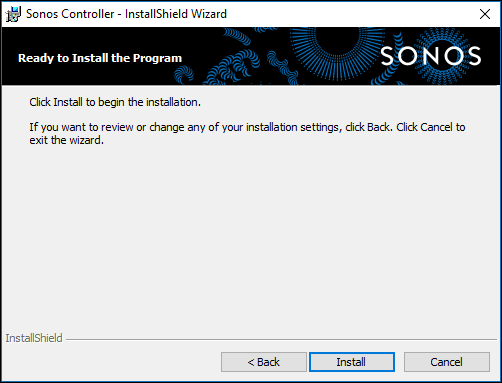 Sonos Controller - InstallShield Wizard
Ready to Install the Program
SONOS
Click Install to begin the installation.
If you want to review or change any of your installation settings, click Back. Click Cancel to
exit the wizard.
InstallShield
< Back
Install
Cancel